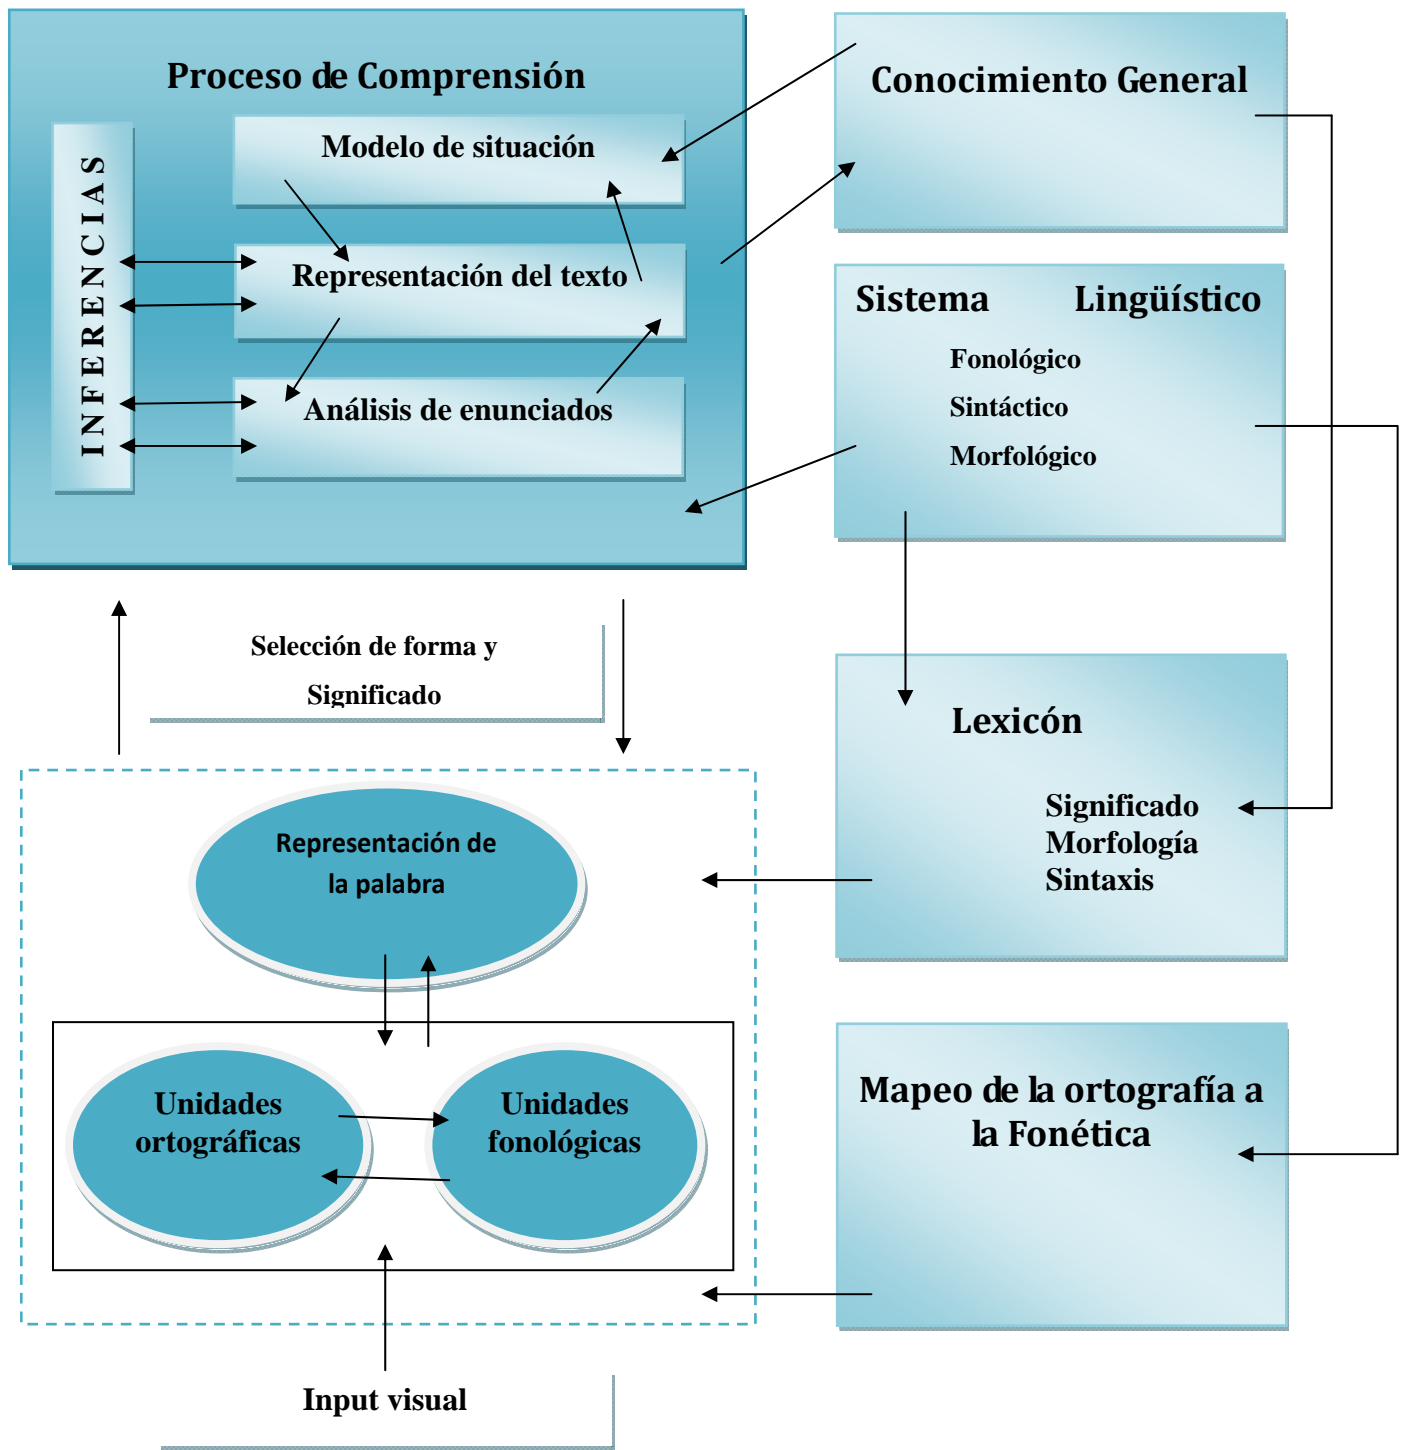 Proceso de Comprensión
INFERENCIAS
Modelo de situación
Representación del texto
Análisis de enunciados
Conocimiento General
Sistema Lingüístico
Fonológico
Sintáctico
Morfológico
Selección de forma y
Significado
Lexicón
Significado
Morfología
Sintaxis
Representación de
la palabra
Unidades
ortográficas
Unidades
fonológicas
Mapeo de la ortografía a
la Fonética
Input visual